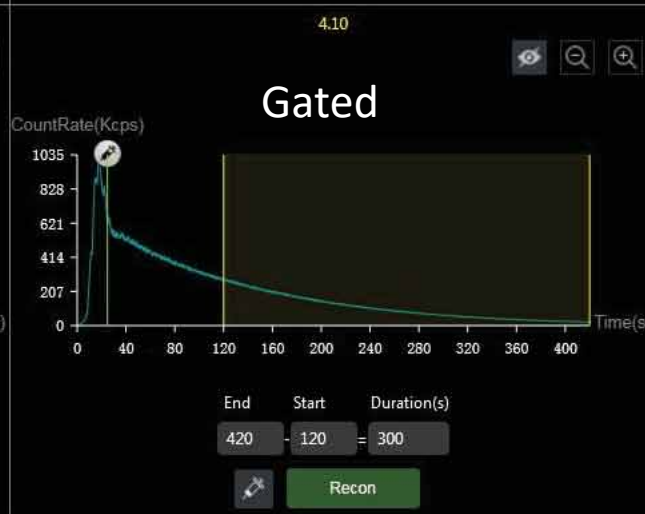 4.10
Gated
CountRate(Kcps)
1035
828
621
414
207
0
)
Time(s
0 40 80 120 160 200 240 280 320 360 400
End Start Duration(s)
420 - 120 = 300
Recon